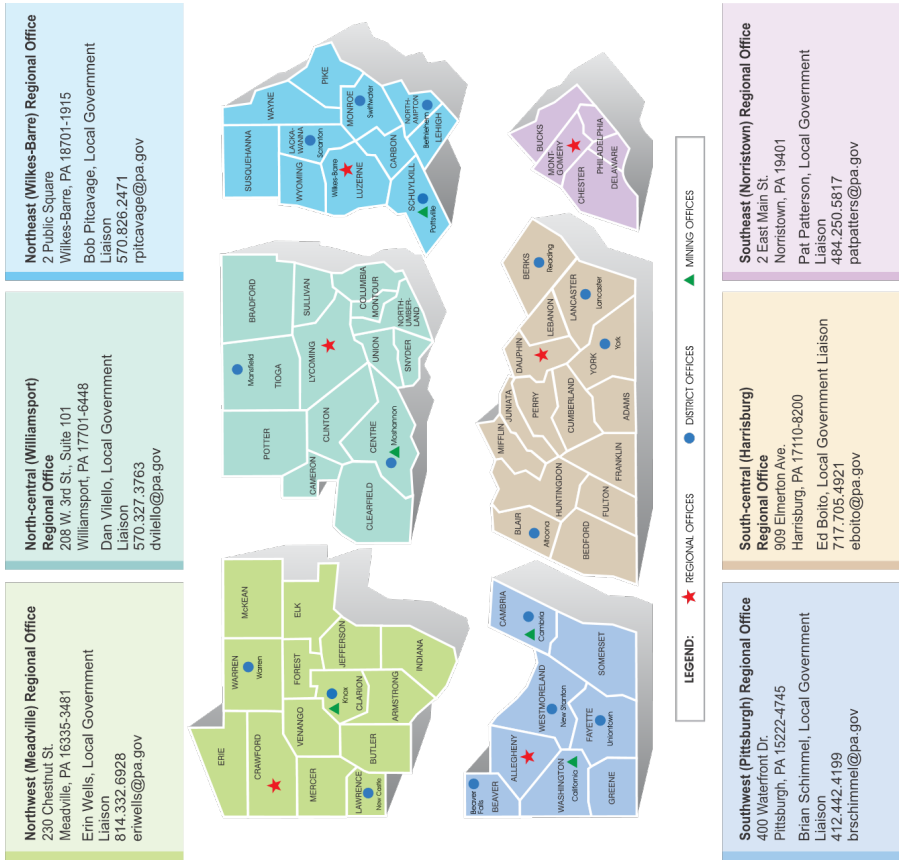 Northwest (Meadville) Regional Office
230 Chestnut St.
Meadville, PA 16335-3481
Erin Wells, Local Government
Liaison
814.332.6928
eriwells@pa.gov
North-central (Williamsport)
Regional Office
208 W. 3rd St., Suite 101
Williamsport, PA 17701-6448
Dan Vilello, Local Government
Liaison
570.327.3763
dvilello@pa.gov
Northeast (Wilkes-Barre) Regional Office
2 Public Square
Wilkes-Barre, PA 18701-1915
Bob Pitcavage, Local Government
Liaison
570.826.2471
rpitcavage@pa.gov
ERIE
CRAWFORD
WARREN
Warren
McKEAN
FOREST
ELK
VENANGO
MERCER
Knox
CLARION
JEFFERSON
LAWRENCE
New Castle
BUTLER
ARMSTRONG
INDIANA
POTTER
TIOGA
Mansfield
BRADFORD
CAMERON
CLINTON
LYCOMING
SULLIVAN
CLEARFIELD
CENTRE
Moshannon
UNION
COLUMBIA
MONTOUR
NORTH-
UMBER-
LAND
SNYDER
SUSQUEHANNA
WAYNE
WYOMING
LACKA-
WANNA
Scranton
PIKE
Wilkes-Barre
LUZERNE
MONROE
Swiftwater
CARBON
SCHUYLKILL
Pottsville
NORTH-
AMPTON
Bethlehem
LEHIGH
Beaver
Falls
BEAVER
ALLEGHENY
WASHINGTON
California
GREENE
WESTMORELAND
New Stanton
FAYETTE
Uniontown
CAMBRIA
Cambria
SOMERSET
BLAIR
Altoona
BEDFORD
HUNTINGDON
FULTON
FRANKLIN
MIFFLIN
JUNIATA
PERRY
CUMBERLAND
ADAMS
DAUPHIN
LEBANON
YORK
York
LANCASTER
Lancaster
BERKS
Reading
BUCKS
MONT-
GOMERY
CHESTER
PHILADELPHIA
DELAWARE
LEGEND:
REGIONAL OFFICES
DISTRICT OFFICES
MINING OFFICES
Southwest (Pittsburgh) Regional Office
400 Waterfront Dr.
Pittsburgh, PA 15222-4745
Brian Schimmel, Local Government
Liaison
412.442.4199
brschimmel@pa.gov
South-central (Harrisburg)
Regional Office
909 Elmerton Ave.
Harrisburg, PA 17110-8200
Ed Boito, Local Government Liaison
717.705.4921
eboito@pa.gov
Southeast (Norristown) Regional Office
2 East Main St.
Norristown, PA 19401
Pat Patterson, Local Government
Liaison
484.250.5817
patpatters@pa.gov